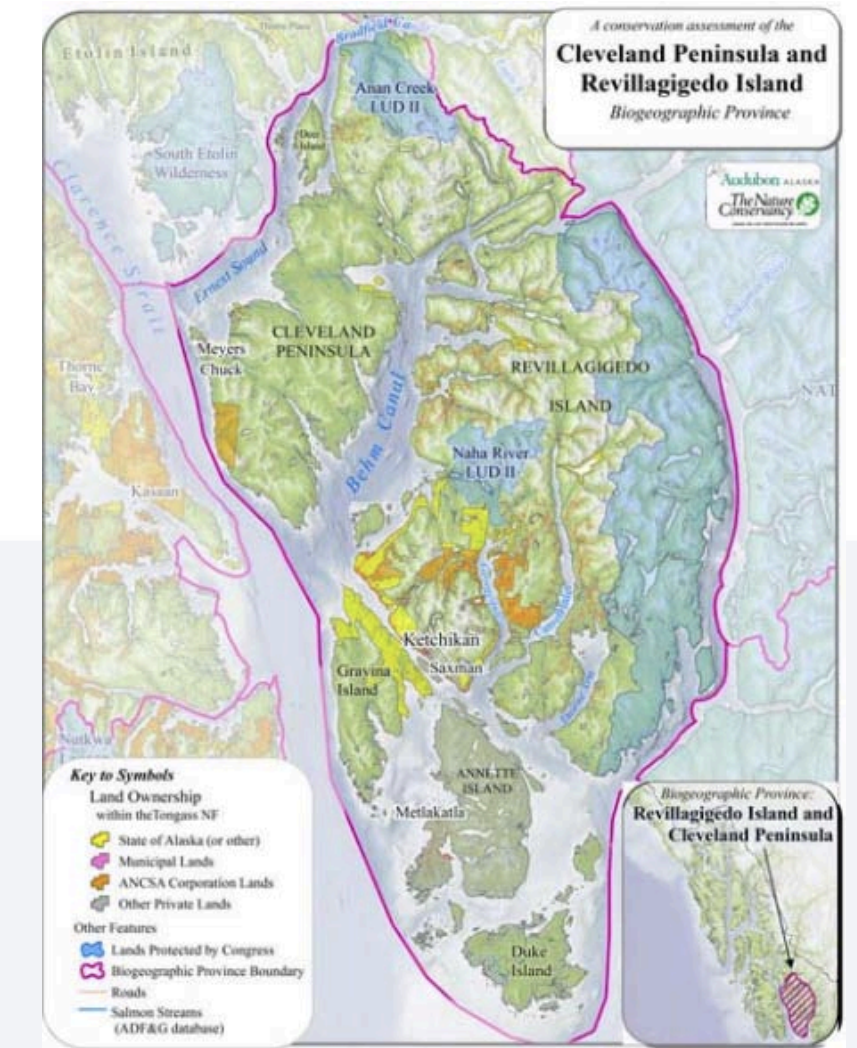 A conservation assessment of the
Cleveland Peninsula and
Revillagigedo Island
Biogeographic Province
Audubon ALASKA
The Nature
Conservancy
Etolin Island
Bradfield Ca
Anan Creek
LUD II
Deer
Island
South Etolin
Wilderness
Clarence Strait
Ernest Sound
CLEVELAND
PENINSULA
Meyers
Chuck
REVILLAGIGEDO
ISLAND
Thorne
Bay
Behm Canal
NAT
Naha River
LUD II
Kasaan
Ketchikan
Saxman
Gravina
Island
ANNETTE
ISLAND
Metlakatla
Duke
Island
Key to Symbols
Land Ownership
within theTongass NF
State of Alaska (or other)
Municipal Lands
ANCSA Corporation Lands
Other Private Lands
Other Features
Lands Protected by Congress
Biogeographic Province Boundary
Roads
Salmon Streams
(ADF&G database)
Biogeographic Province:
Revillagigedo Island and
Cleveland Peninsula